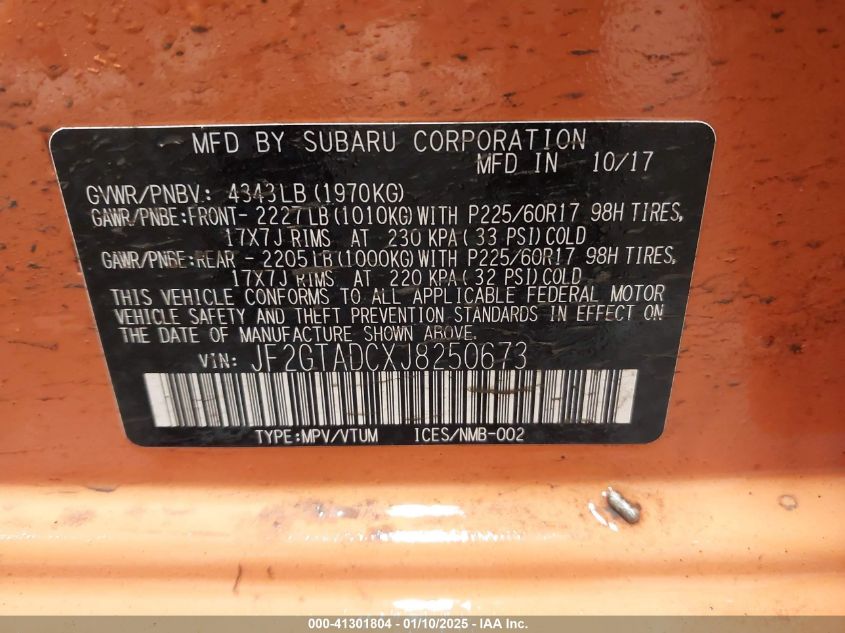 MFD BY SUBARU CORPORATION
MFD IN 10/17
GVWR/PNBV: 4343LB(1970KG)
GAWR/PNBE:FRONT- 2227LB(1010KG)WITH P225/60R17 98H TIRES,
17X7J RIMS AT 230 KPA( 33 PSI)COLD
GAWR/PNBE:REAR - 2205LB(1000KG)WITH P225/60R17 98H TIRES,
17X7J RIMS AT 220 KPA( 32 PSI)COLD
THIS VEHICLE CONFORMS TO ALL APPLICABLE FEDERAL MOTOR
VEHICLE SAFETY AND THEFT PREVENTION STANDARDS IN EFFECT ON
THE DATE OF MANUFACTURE SHOWN ABOVE.
VIN: JF2GTADCXJ8250673
TYPE:MPV/VTUM ICES/NMB-002
000-41301804 - 01/10/2025 - IAAI.com